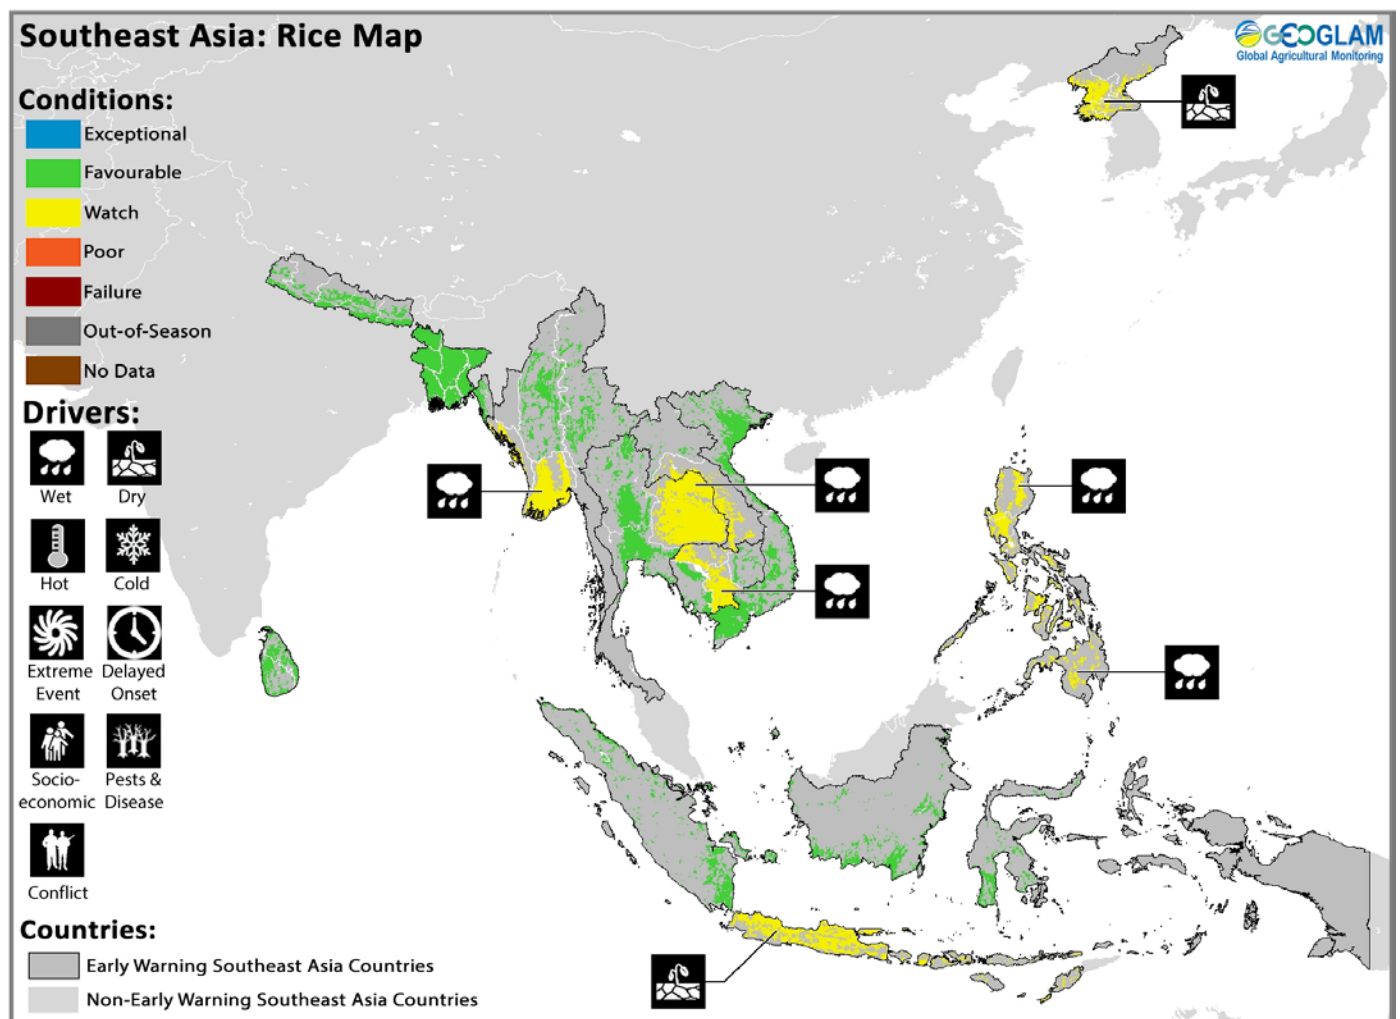 Southeast Asia: Rice Map
GEOGLAM
Global Agricultural Monitoring
Conditions:
Exceptional
Favourable
Watch
Poor
Failure
Out-of-Season
No Data
Drivers:
Wet
Dry
Hot
Cold
Extreme
Event
Delayed
Onset
Socio-
economic
Pests &
Disease
Conflict
Countries:
Early Warning Southeast Asia Countries
Non-Early Warning Southeast Asia Countries